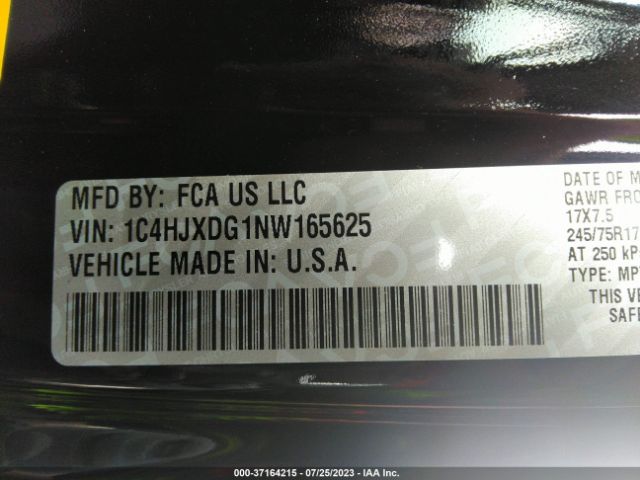 MFD BY: FCA US LLC
VIN: 1C4HJXDG1NW165625
VEHICLE MADE IN: U.S.A.
DATE OF M
GAWR FRO
17X7.5
245/75R17
AT 250 kP
TYPE: MP
THIS VE
SAFE
000-37164215 - 07/25/2023 - IAA Inc.